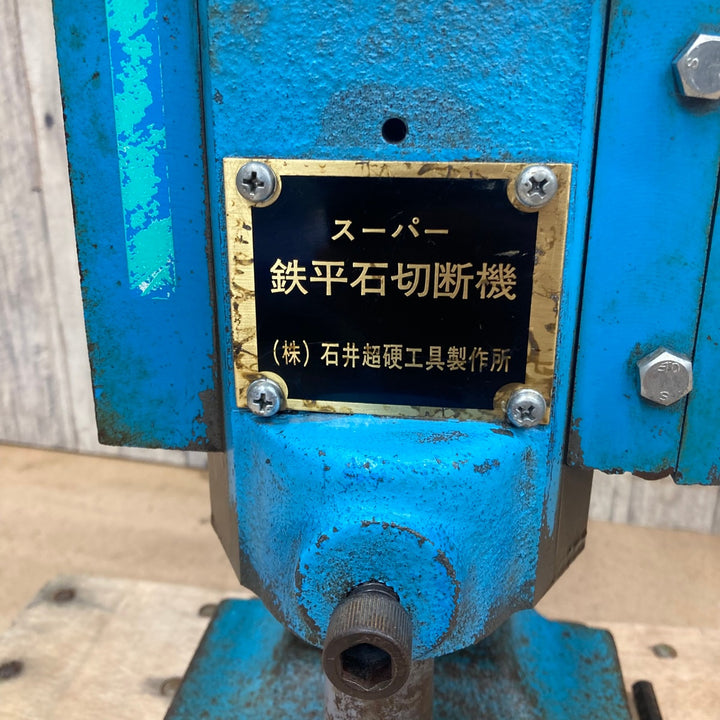 スーパー
鉄平石切断機
(株)石井超硬工具製作所